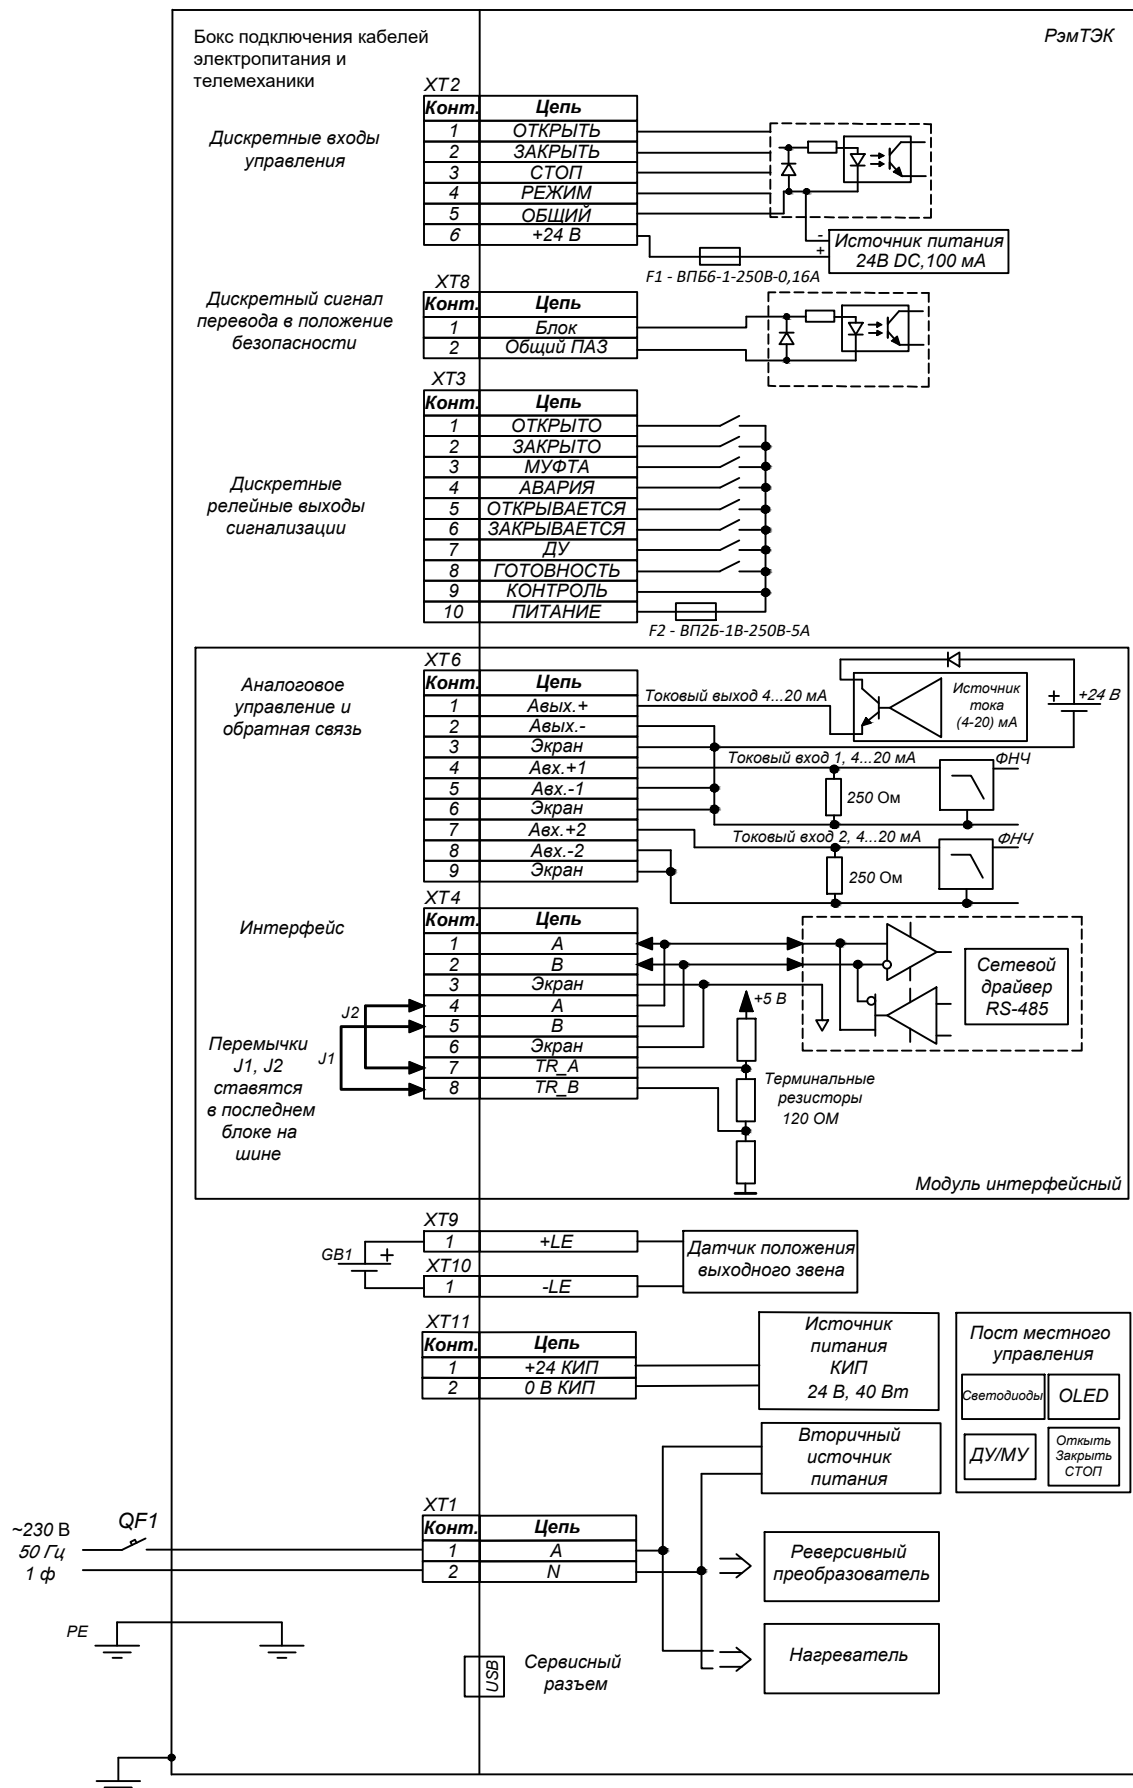 Бокс подключения кабелей
электропитания и
телемеханики
РэмТЭК
XT2
Конт. Цепь
Дискретные входы
управления
1 ОТКРЫТЬ
2 ЗАКРЫТЬ
3 СТОП
4 РЕЖИМ
5 ОБЩИЙ
6 +24 В
-
+
Источник питания
24В DC,100 мА
F1 - ВПБ6-1-250В-0,16А
XT8
Дискретный сигнал
перевода в положение
безопасности
Конт. Цепь
1 Блок
2 Общий ПАЗ
XT3
Конт. Цепь
Дискретные
релейные выходы
сигнализации
1 ОТКРЫТО
2 ЗАКРЫТО
3 МУФТА
4 АВАРИЯ
5 ОТКРЫВАЕТСЯ
6 ЗАКРЫВАЕТСЯ
7 ДУ
8 ГОТОВНОСТЬ
9 КОНТРОЛЬ
10 ПИТАНИЕ
F2 - ВП2Б-1В-250В-5А
XT6
Аналоговое
управление и
обратная связь
Конт. Цепь
1 Авых.+
2 Авых.-
3 Экран
4 Авх.+1
5 Авх.-1
6 Экран
7 Авх.+2
8 Авх.-2
9 Экран
Токовый выход 4...20 мА
Источник
тока
(4-20) мА
+ +24 В
Токовый вход 1, 4...20 мА
ФНЧ
250 Ом
Токовый вход 2, 4...20 мА
ФНЧ
250 Ом
XT4
Интерфейс
Конт. Цепь
1 A
2 B
3 Экран
4 A
5 B
6 Экран
7 TR_A
8 TR_B
J2
J1
Перемычки
J1, J2
ставятся
в последнем
блоке на
шине
+5 В
Терминальные
резисторы
120 ОМ
Сетевой
драйвер
RS-485
Модуль интерфейсный
XT9
1 +LE
GB1 +
XT10
1 -LE
Датчик положения
выходного звена
XT11
Конт. Цепь
1 +24 КИП
2 0 В КИП
Источник
питания
КИП
24 В, 40 Вт
Пост местного
управления
Светодиоды OLED
ДУ/МУ
Откыть
Закрыть
СТОП
Вторичный
источник
питания
XT1
Конт. Цепь
1 A
2 N
~230 В
50 Гц
1 ф
QF1
Реверсивный
преобразователь
PE
Нагреватель
USB
Сервисный
разъем